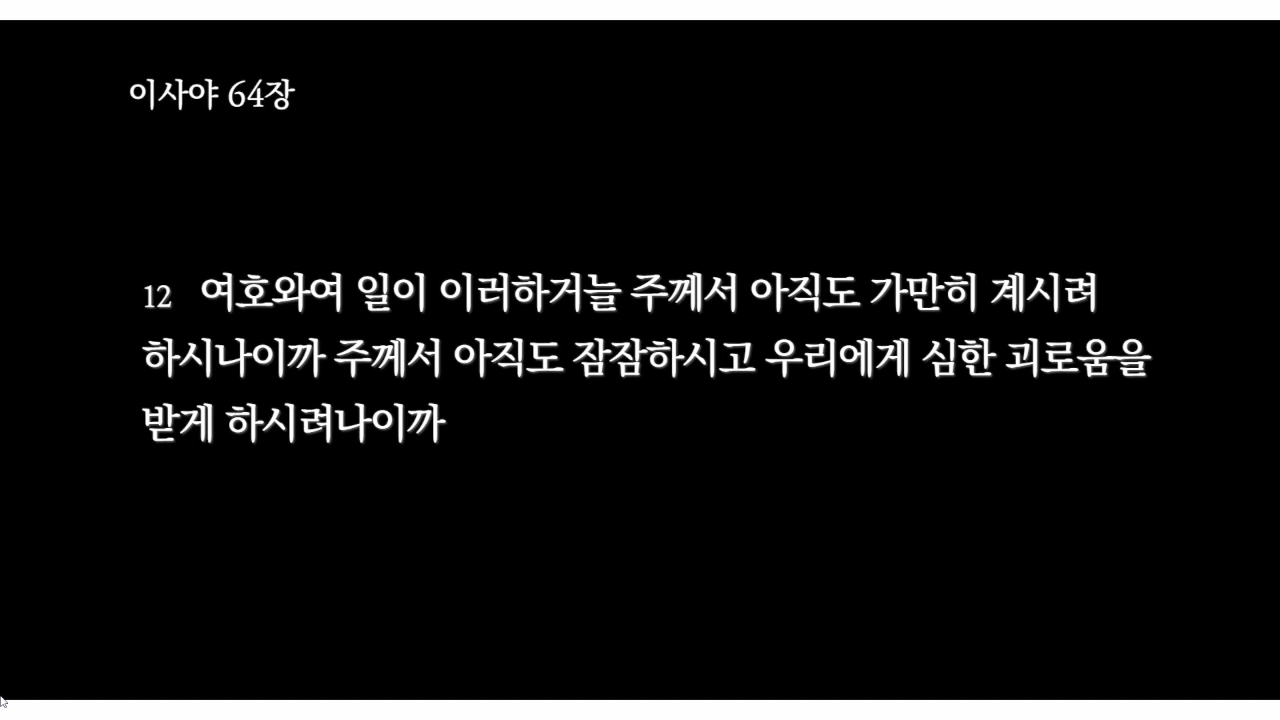 이사야 64장
12 여호와여 일이 이러하거늘 주께서 아직도 가만히 계시려
하시나이까 주께서 아직도 잠잠하시고 우리에게 심한 괴로움을
받게 하시려나이까